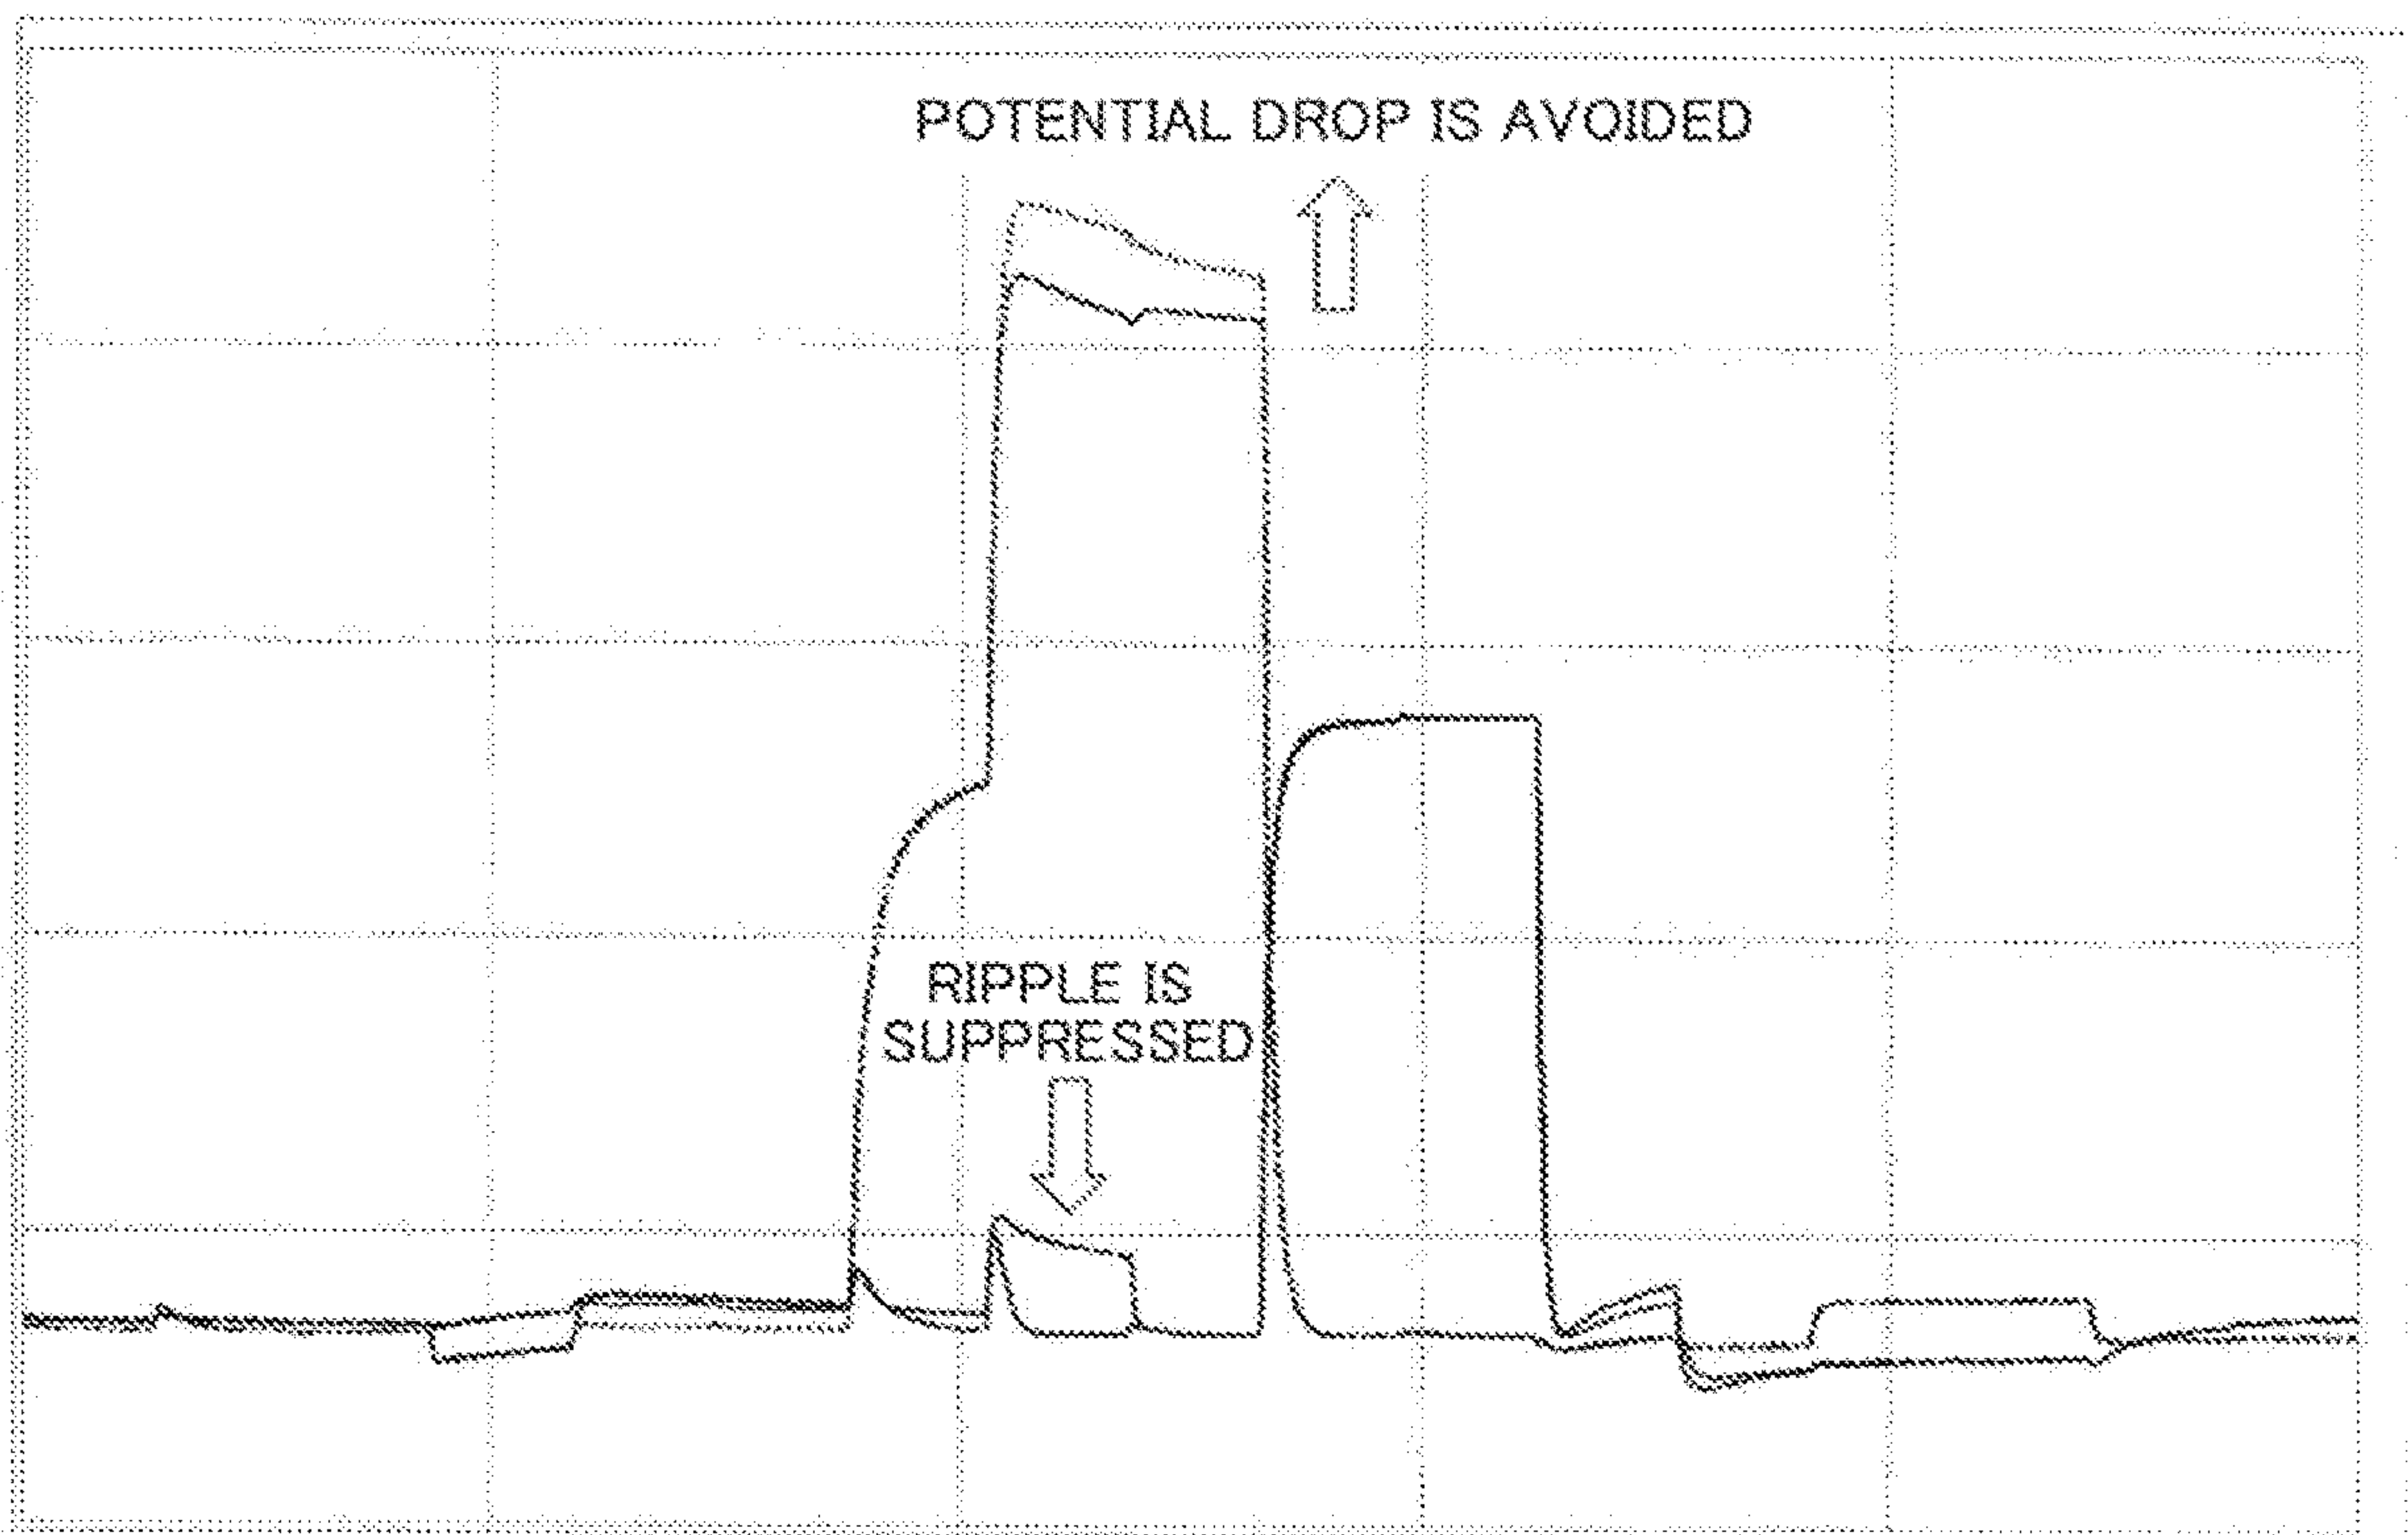 POTENTIAL DROP IS AVOIDED
RIPPLE IS
SUPPRESSED